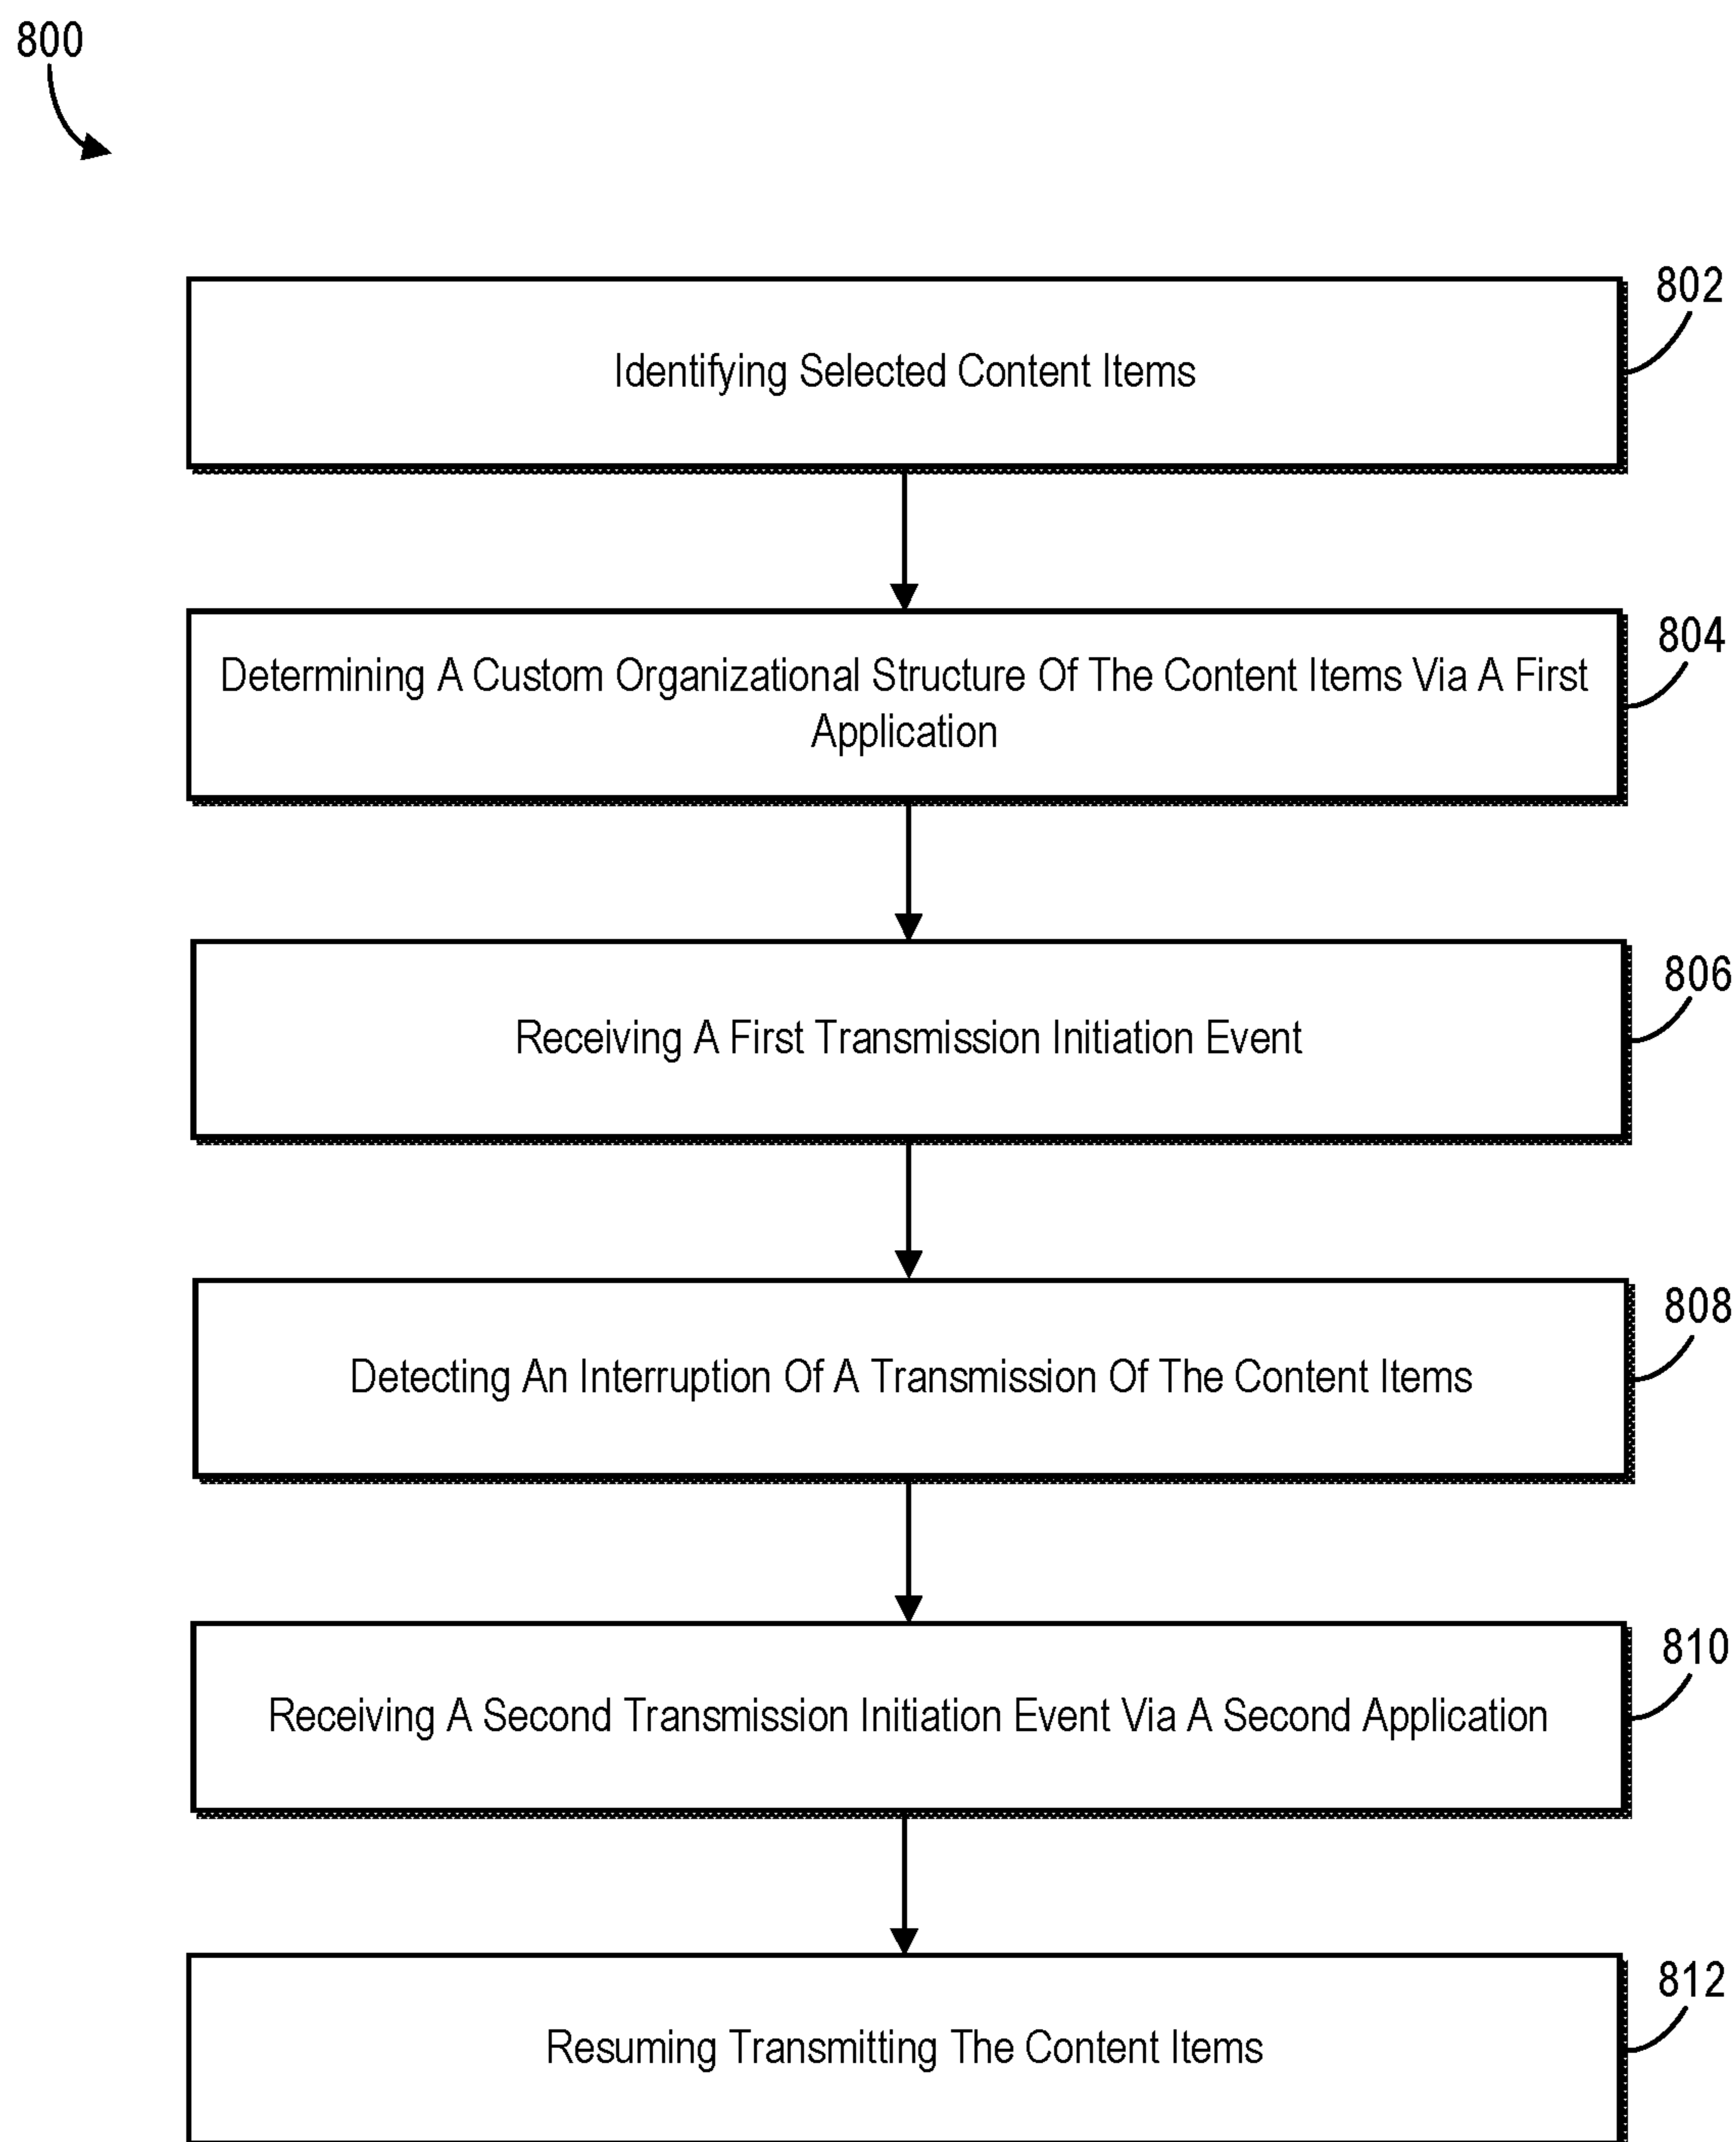 800
802
Identifying Selected Content Items
804
Determining A Custom Organizational Structure Of The Content Items Via A First
Application
806
Receiving A First Transmission Initiation Event
808
Detecting An Interruption Of A Transmission Of The Content Items
810
Receiving A Second Transmission Initiation Event Via A Second Application
812
Resuming Transmitting The Content Items